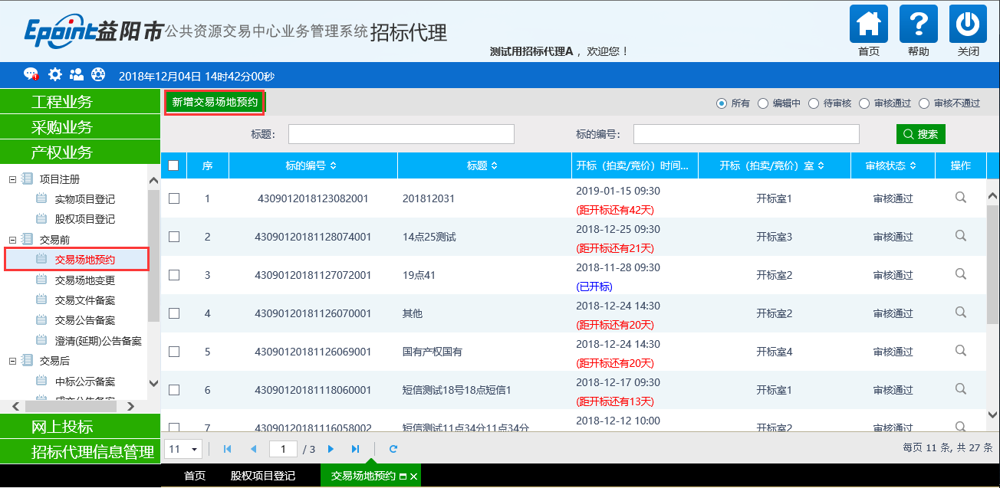 Epoint益阳市公共资源交易中心业务管理系统 招标代理
测试用招标代理A ，欢迎您！
首页 帮助 关闭
2018年12月04日 14时42分00秒
工程业务
采购业务
产权业务
项目注册
实物项目登记
股权项目登记
交易前
交易场地预约
交易场地变更
交易文件备案
交易公告备案
澄清(延期)公告备案
交易后
中标公示备案
成交公告备案
网上投标
招标代理信息管理
新增交易场地预约
所有 编辑中 待审核 审核通过 审核不通过
标题： 标的编号： 搜索
序 标的编号 标题 开标（拍卖/竞价）时间... 开标（拍卖/竞价）室 审核状态 操作
1 4309012018123082001 201812031 2019-01-15 09:30 开标室1 审核通过
(距开标还有42天)
2 43090120181128074001 14点25测试 2018-12-25 09:30 开标室3 审核通过
(距开标还有21天)
3 43090120181127072001 19点41 2018-11-28 09:30 开标室2 审核通过
(已开标)
4 43090120181126070001 其他 2018-12-24 14:30 开标室2 审核通过
(距开标还有20天)
5 43090120181126069001 国有产权国有 2018-12-24 14:30 开标室4 审核通过
(距开标还有20天)
6 43090120181118060001 短信测试18号18点短信1 2018-12-17 09:30 开标室1 审核通过
(距开标还有13天)
7 43090120181116058002 短信测试11点34分11点34分 2018-12-12 10:00 开标室2 审核通过
11 1 / 3 每页 11 条, 共 27 条
首页 股权项目登记 交易场地预约